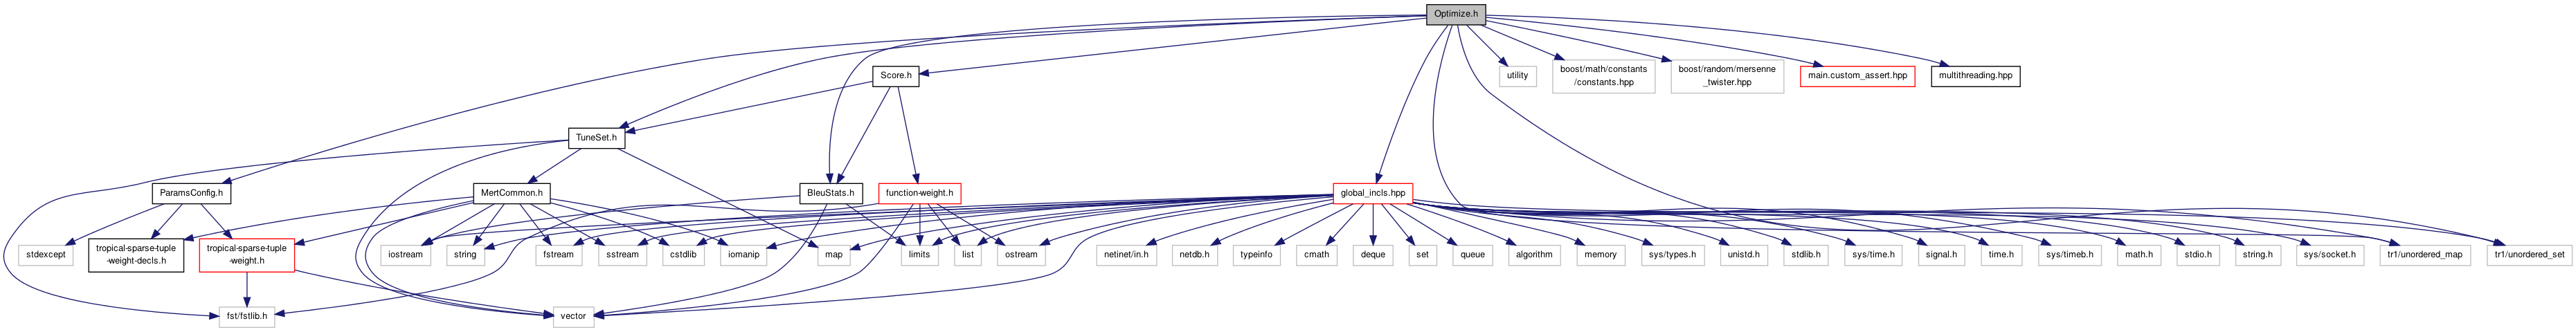 Optimize.h
Score.h
utility
boost/math/constants
/constants.hpp
boost/random/mersenne
_twister.hpp
main.custom_assert.hpp
multithreading.hpp
TuneSet.h
ParamsConfig.h
MertCommon.h
BleuStats.h
function-weight.h
global_incls.hpp
stdexcept
tropical-sparse-tuple
-weight-decls.h
tropical-sparse-tuple
-weight.h
iostream
string
fstream
sstream
cstdlib
iomanip
map
limits
list
ostream
netinet/in.h
netdb.h
typeinfo
cmath
deque
set
queue
algorithm
memory
sys/types.h
unistd.h
stdlib.h
sys/time.h
signal.h
time.h
sys/timeb.h
math.h
stdio.h
string.h
sys/socket.h
tr1/unordered_map
tr1/unordered_set
fst/fstlib.h
vector